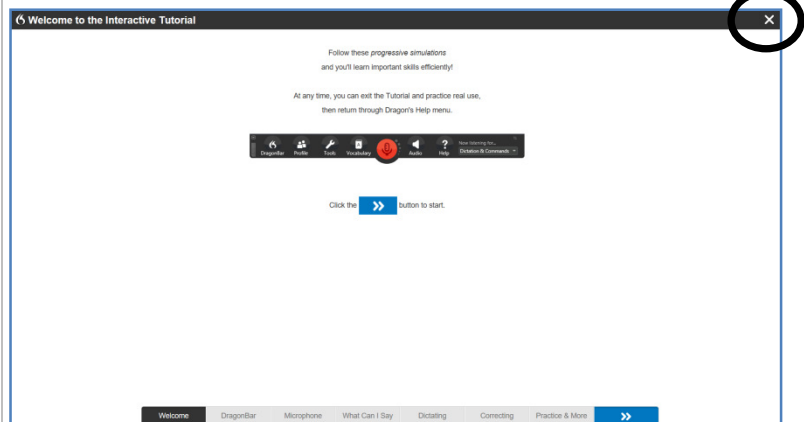 Welcome to the Interactive Tutorial
Follow these progressive simulations
and you'll learn important skills efficiently!
At any time, you can exit the Tutorial and practice real use,
then return through Dragon's Help menu.
Now listening for...
DragonBar Profile Tools Vocabulary Audio Help Dictation & Commands
Click the button to start.
Welcome DragonBar Microphone What Can I Say Dictating Correcting Practice & More